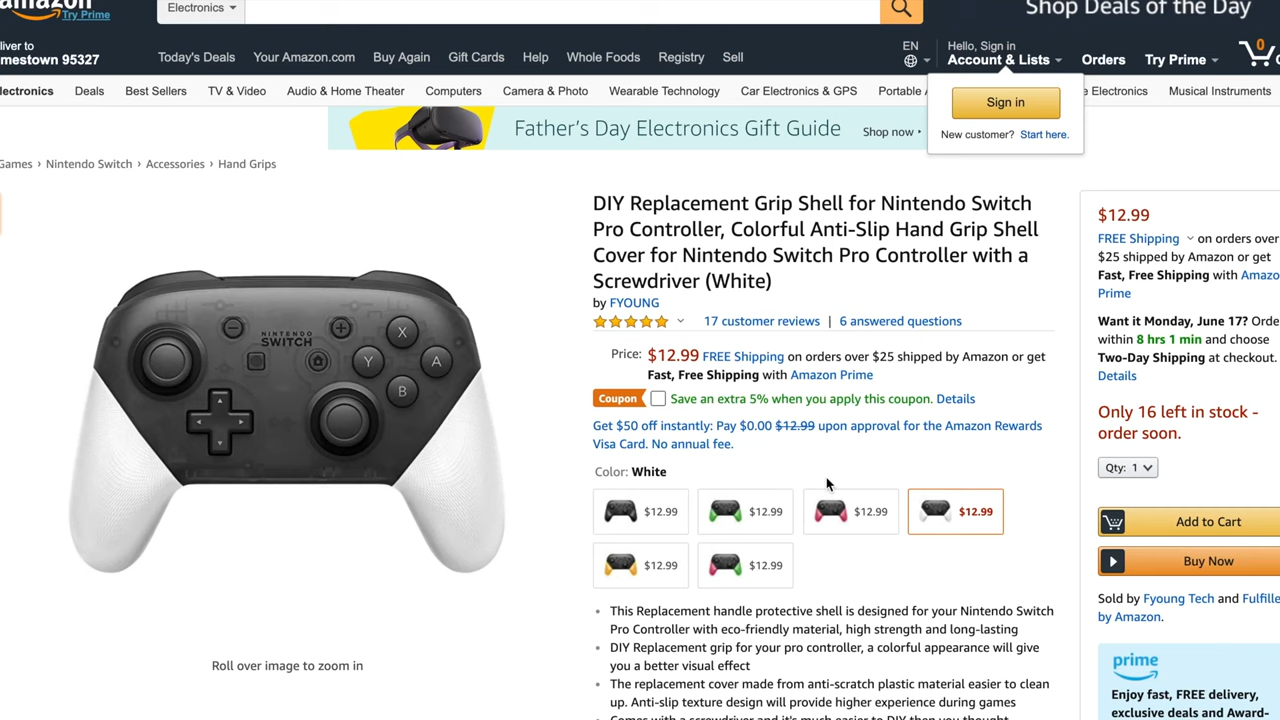 amazon
Try Prime
Electronics
Shop Deals of the Day
liver to
mestown 95327
Today's Deals
Your Amazon.com
Buy Again
Gift Cards
Help
Whole Foods
Registry
Sell
EN
Hello, Sign in
Account & Lists
Orders
Try Prime
0
lectronics
Deals
Best Sellers
TV & Video
Audio & Home Theater
Computers
Camera & Photo
Wearable Technology
Car Electronics & GPS
Portable
e Electronics
Musical Instruments
Sign in
New customer? Start here.
Father's Day Electronics Gift Guide
Shop now ▸
Games › Nintendo Switch › Accessories › Hand Grips
DIY Replacement Grip Shell for Nintendo Switch
Pro Controller, Colorful Anti-Slip Hand Grip Shell
Cover for Nintendo Switch Pro Controller with a
Screwdriver (White)
by FYOUNG
17 customer reviews | 6 answered questions
Price: $12.99 FREE Shipping on orders over $25 shipped by Amazon or get
Fast, Free Shipping with Amazon Prime
Coupon Save an extra 5% when you apply this coupon. Details
Get $50 off instantly: Pay $0.00 $12.99 upon approval for the Amazon Rewards
Visa Card. No annual fee.
Color: White
$12.99
$12.99
$12.99
$12.99
$12.99
$12.99
• This Replacement handle protective shell is designed for your Nintendo Switch
Pro Controller with eco-friendly material, high strength and long-lasting
• DIY Replacement grip for your pro controller, a colorful appearance will give
you a better visual effect
• The replacement cover made from anti-scratch plastic material easier to clean
up. Anti-slip texture design will provide higher experience during games
• Comes with a screwdriver and it's much easier to DIY then you thought
NINTENDO
SWITCH
X
Y
A
B
Roll over image to zoom in
$12.99
FREE Shipping on orders over
$25 shipped by Amazon or get
Fast, Free Shipping with Amazo
Prime
Want it Monday, June 17? Orde
within 8 hrs 1 min and choose
Two-Day Shipping at checkout.
Details
Only 16 left in stock -
order soon.
Qty: 1
Add to Cart
Buy Now
Sold by Fyoung Tech and Fulfille
by Amazon.
prime
Enjoy fast, FREE delivery,
exclusive deals and Award-